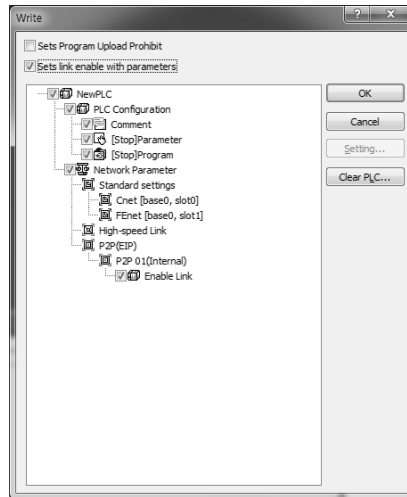 Write
Sets Program Upload Prohibit
Sets link enable with parameters
NewPLC
PLC Configuration
Comment
[Stop]Parameter
[Stop]Program
Network Parameter
Standard settings
Cnet [base0, slot0]
FEnet [base0, slot1]
High-speed Link
P2P(EIP)
P2P 01(Internal)
Enable Link
OK
Cancel
Setting...
Clear PLC...